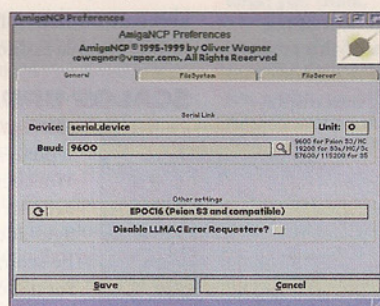 AmigaNCP Preferences
AmigaNCP Preferences
AmigaNCP © 1995-1999 by Oliver Wagner
<owagner@vapor.com>. All Rights Reserved
General
FileSystem
FileServer
Serial Link
Device: serial.device
Unit: 0
Baud: 9600
9600 for Psion S3/HC
19200 for S3a/HC/3c
57600/115200 for S5
Other settings
EPOC16 (Psion S3 and compatible)
Disable LLMAC Error Requesters?
Save
Cancel